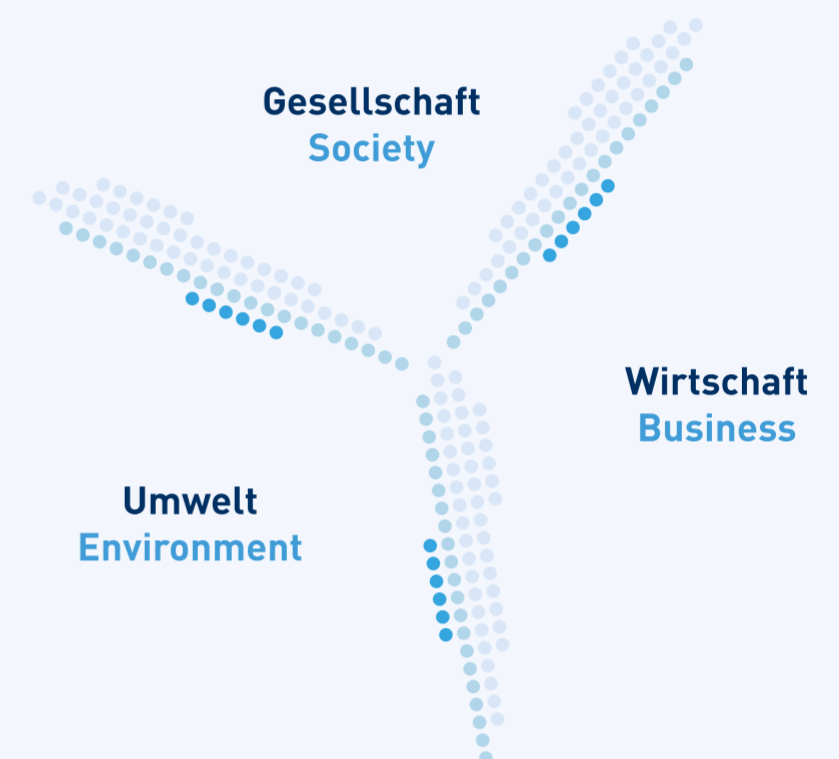 Gesellschaft
Society
Wirtschaft
Business
Umwelt
Environment